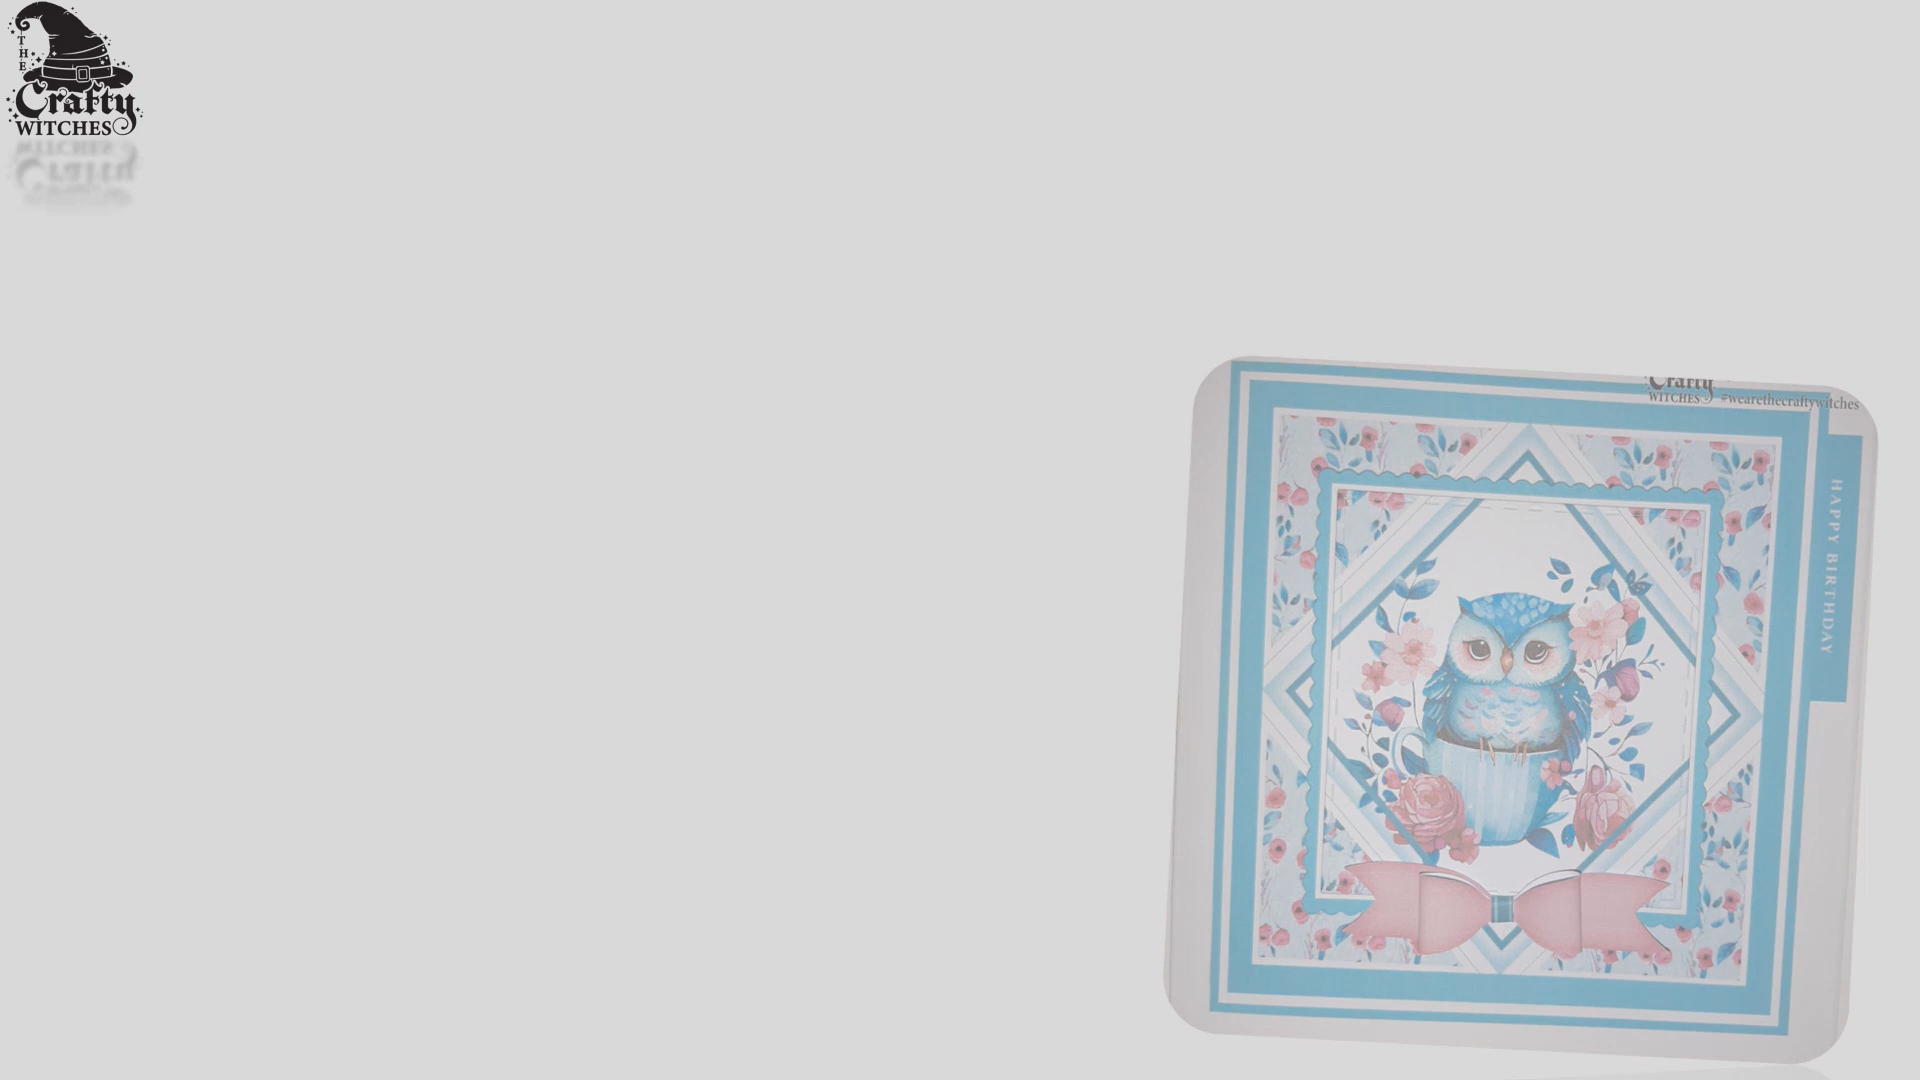 THE
Crafty
WITCHES
Crafty
WITCHES #wearethecraftywitches
HAPPY BIRTHDAY